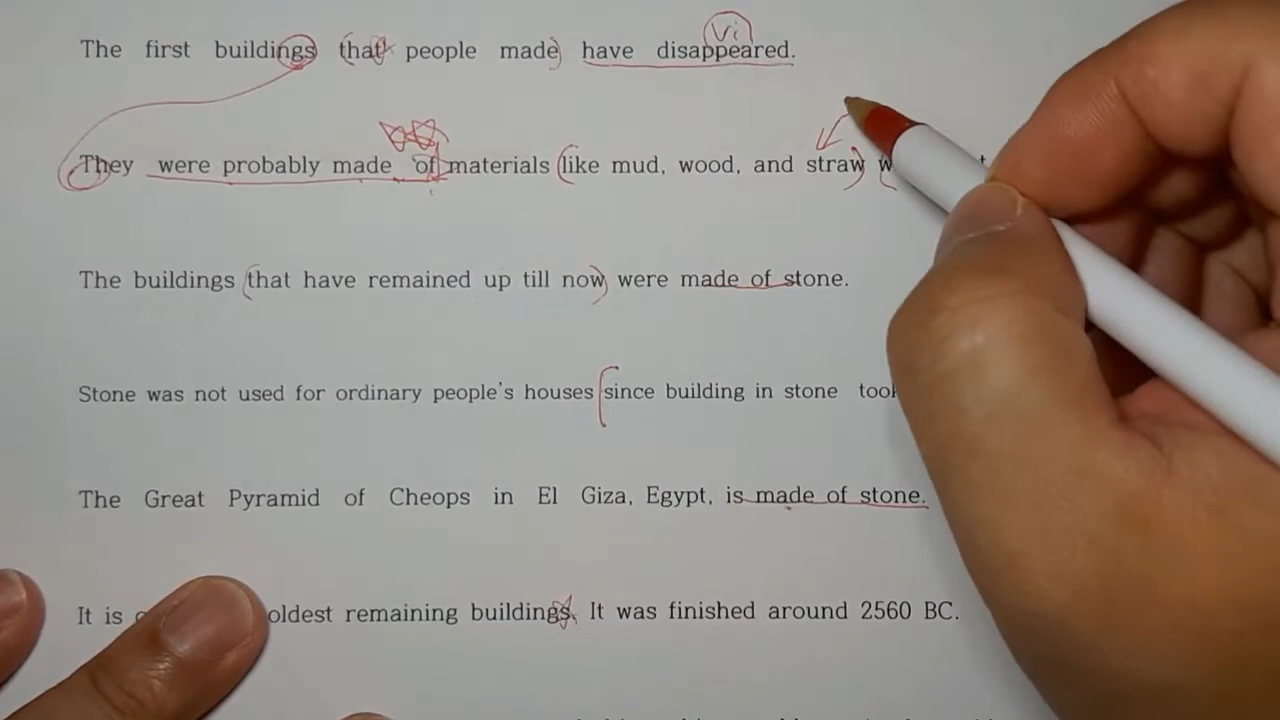 Vi
The first buildings that people made have disappeared.
They were probably made of materials like mud, wood, and straw
The buildings that have remained up till now were made of stone.
Stone was not used for ordinary people's houses since building in stone
The Great Pyramid of Cheops in El Giza, Egypt, is made of stone.
It is oldest remaining buildings. It was finished around 2560 BC.